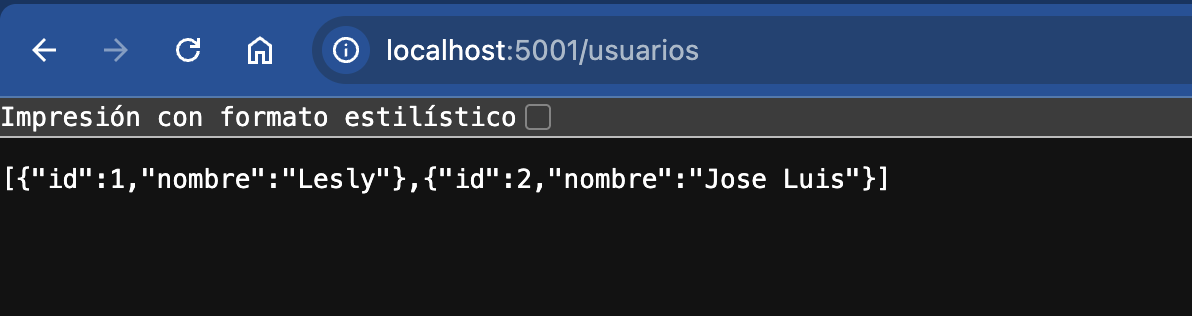 localhost:5001/usuarios
Impresión con formato estilístico
[{"id":1,"nombre":"Lesly"},{"id":2,"nombre":"Jose Luis"}]